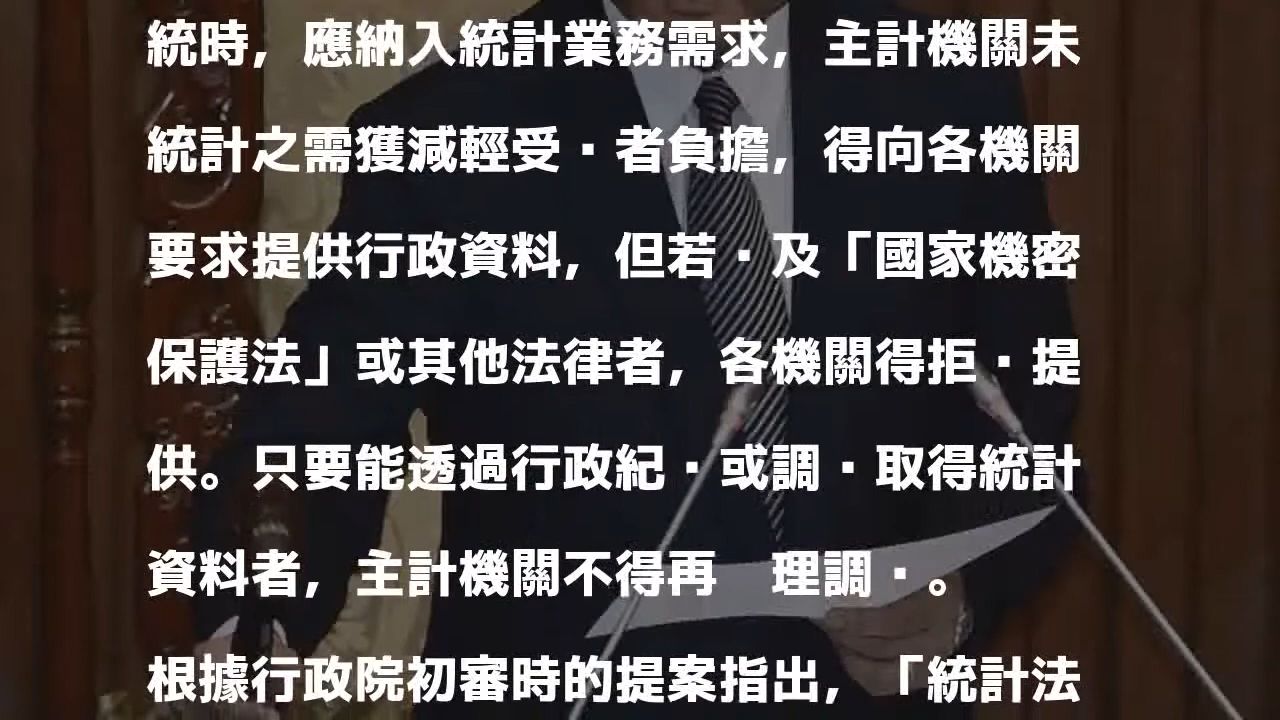 統時，應納入統計業務需求，主計機關未
統計之需獲減輕受·者負擔，得向各機關
要求提供行政資料，但若·及「國家機密
保護法」或其他法律者，各機關得拒·提
供。只要能透過行政紀·或調·取得統計
資料者，主計機關不得再　理調·。
根據行政院初審時的提案指出，「統計法